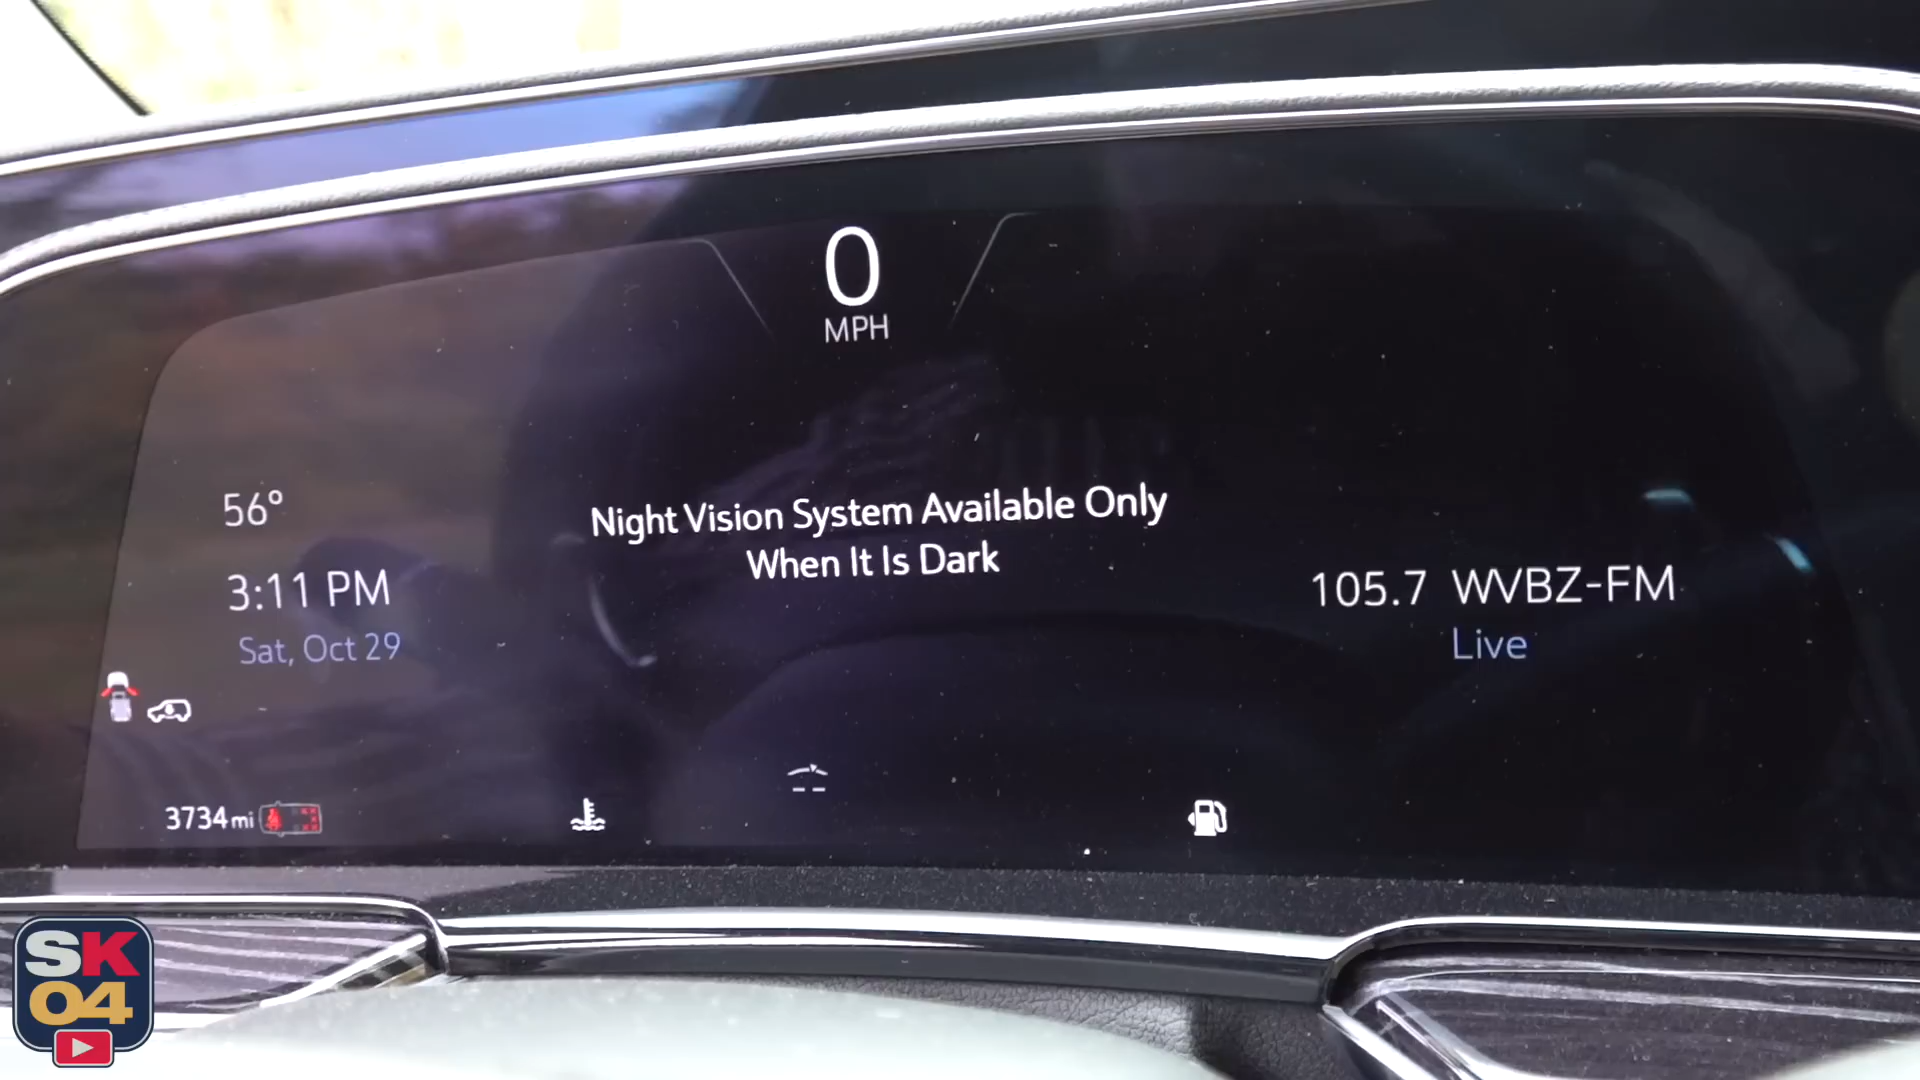 0
MPH
56°
Night Vision System Available Only
When It Is Dark
3:11 PM
Sat, Oct 29
105.7 WVBZ-FM
Live
3734 mi
SK
04